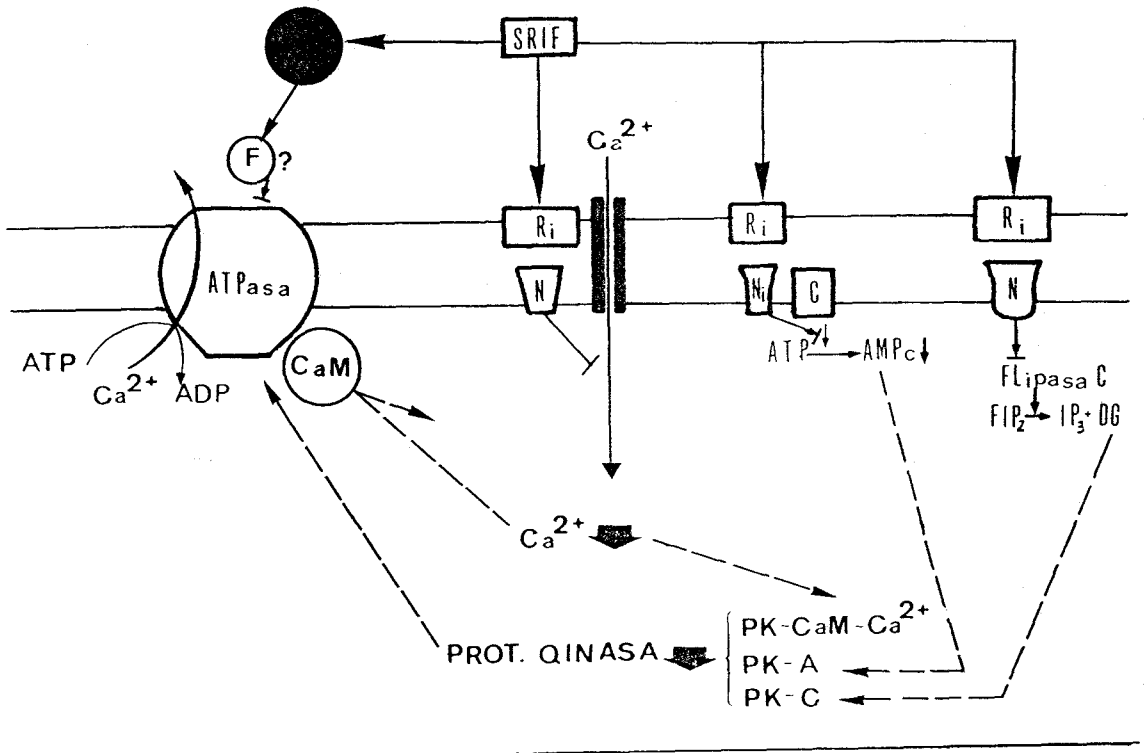 SRIF
Ca²⁺
F ?
Ri
Ri
Ri
ATPasa
N
Ni
C
N
ATP
AMPc
ATP
Ca²⁺
ADP
CaM
FLipasa C
FIP₂ IP₃+ DG
Ca²⁺
PK-CaM-Ca²⁺
PROT. QINASA
PK-A
PK-C